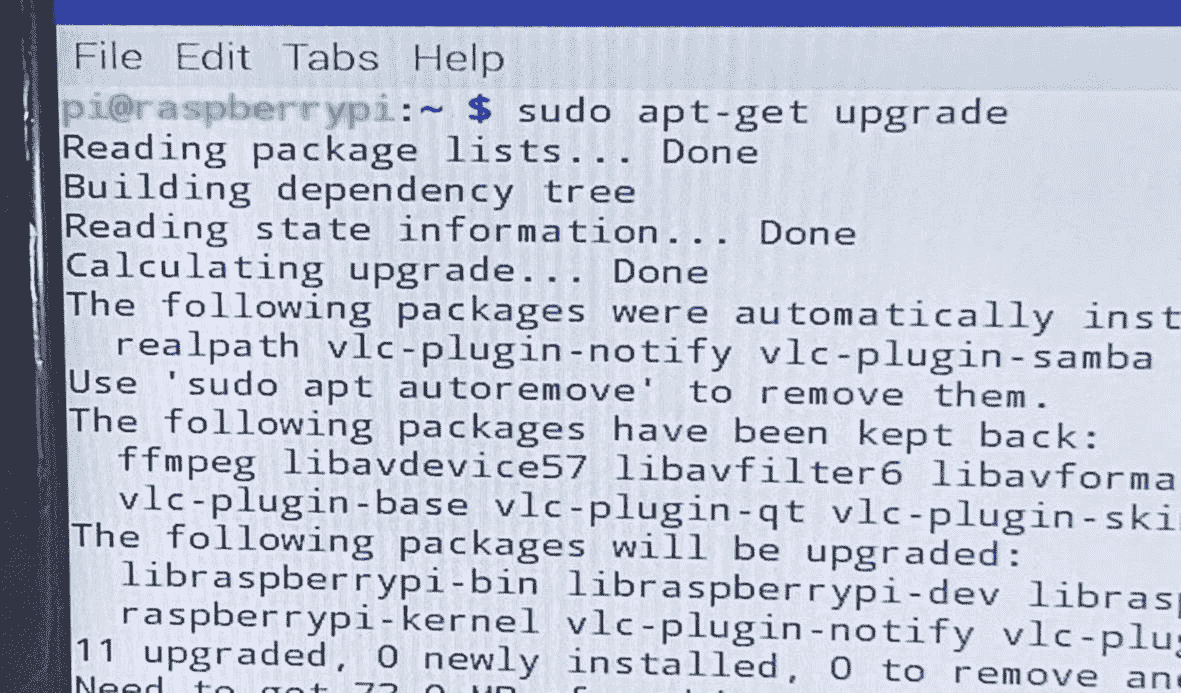 File Edit Tabs Help
pi@raspberrypi:~ $ sudo apt-get upgrade
Reading package lists... Done
Building dependency tree
Reading state information... Done
Calculating upgrade... Done
The following packages were automatically inst
realpath vlc-plugin-notify vlc-plugin-samba
Use 'sudo apt autoremove' to remove them.
The following packages have been kept back:
ffmpeg libavdevice57 libavfilter6 libavforma
vlc-plugin-base vlc-plugin-qt vlc-plugin-ski
The following packages will be upgraded:
libraspberrypi-bin libraspberrypi-dev librasp
raspberrypi-kernel vlc-plugin-notify vlc-plug
11 upgraded, 0 newly installed, 0 to remove and
Need to get